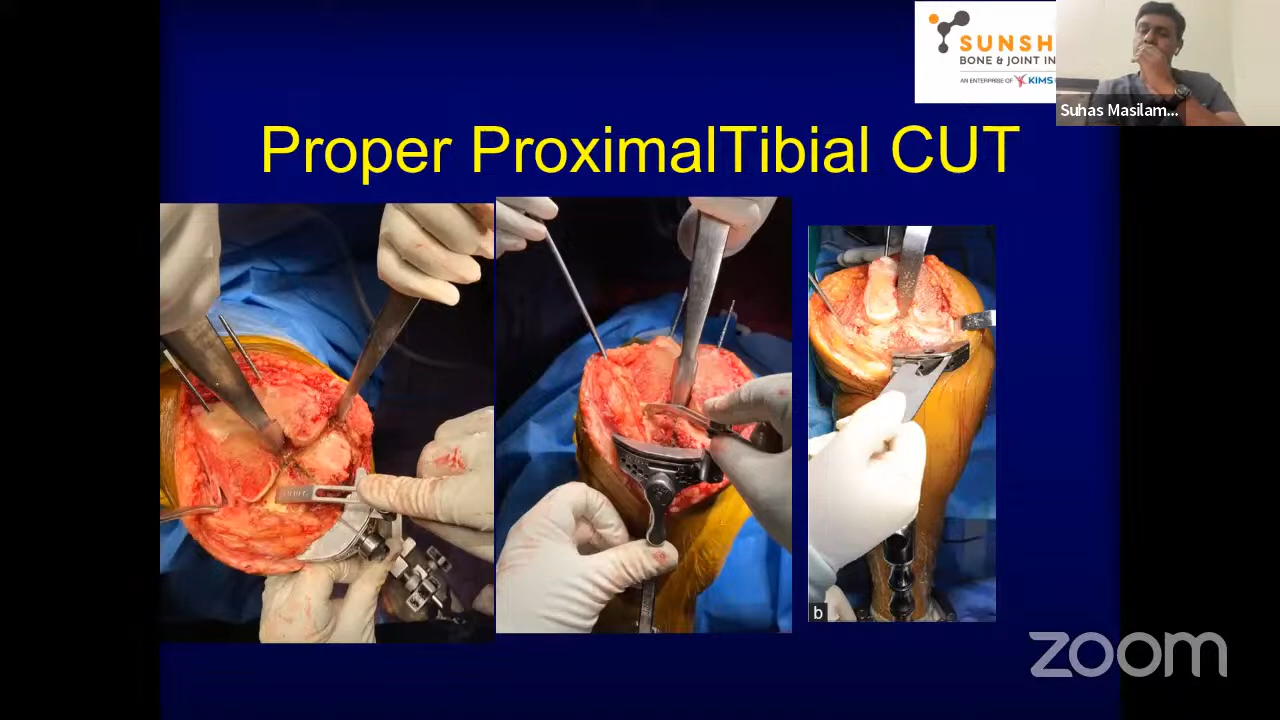 SUNSH
BONE & JOINT IN
AN ENTERPRISE OF KIMS
Suhas Masilam...
Proper ProximalTibial CUT
b
zoom